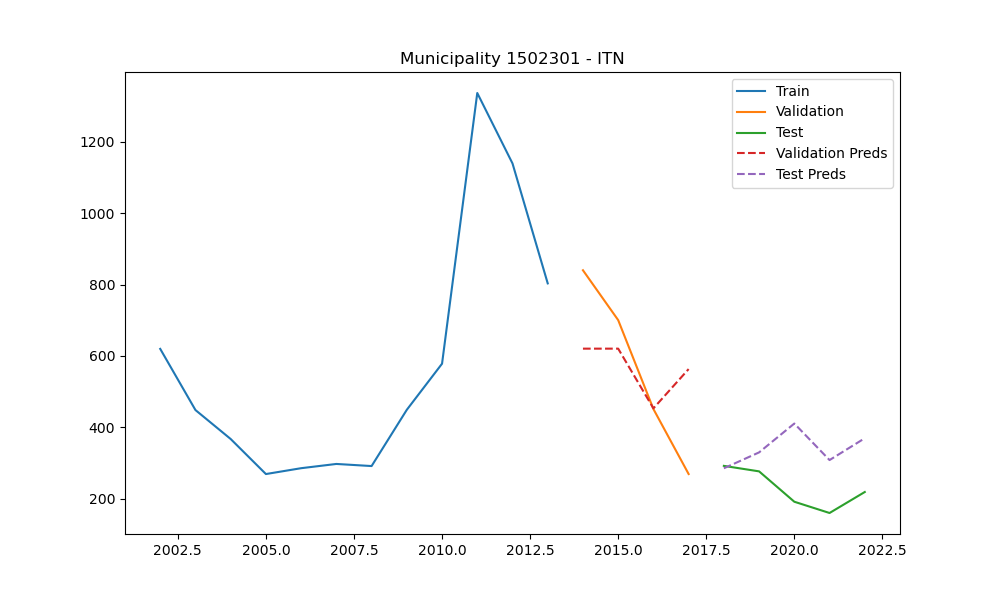 Municipality 1502301 - ITN
Train
Validation
Test
Validation Preds
Test Preds
1200
1000
800
600
400
200
2002.5 2005.0 2007.5 2010.0 2012.5 2015.0 2017.5 2020.0 2022.5